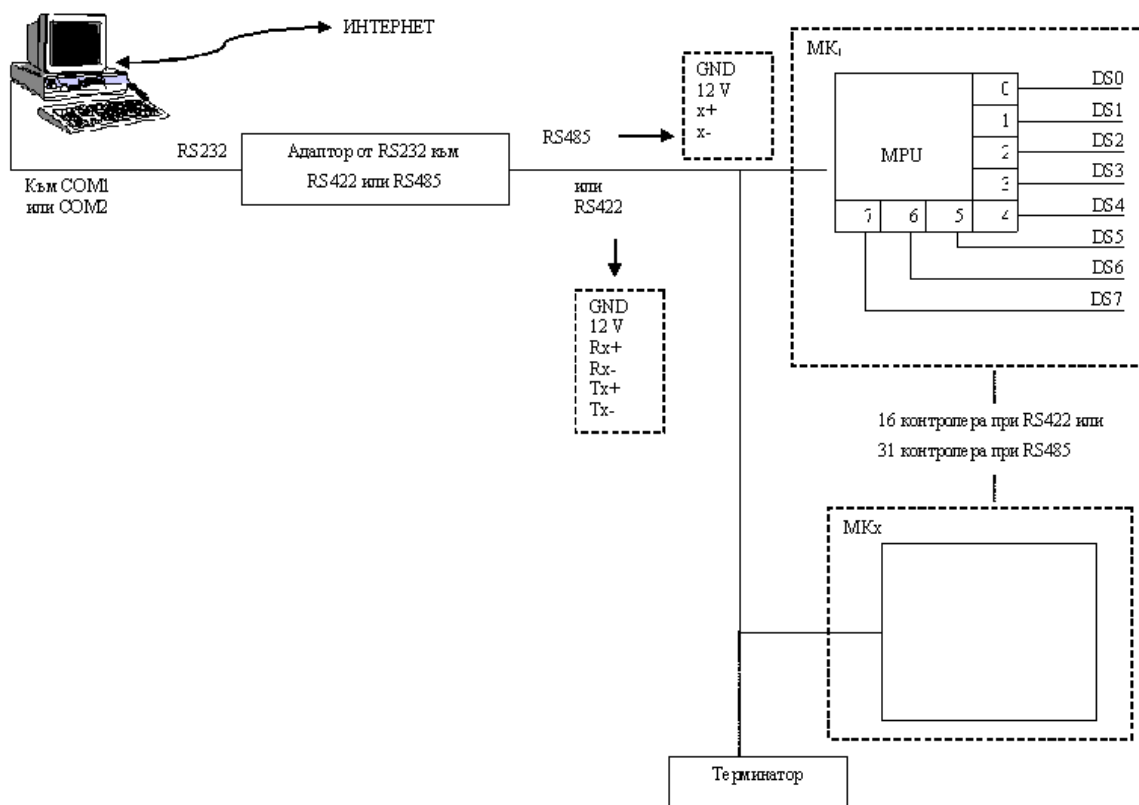 ИНТЕРНЕТ
RS232
Към COM1
или COM2
Адаптор от RS232 към
RS422 или RS485
RS485
или
RS422
GND
12 V
x+
x-
GND
12 V
Rx+
Rx-
Tx+
Tx-
MK₁
MPU
0
1
2
3
4
5
6
7
DS0
DS1
DS2
DS3
DS4
DS5
DS6
DS7
16 контролера при RS422 или
31 контролера при RS485
MKx
Терминатор